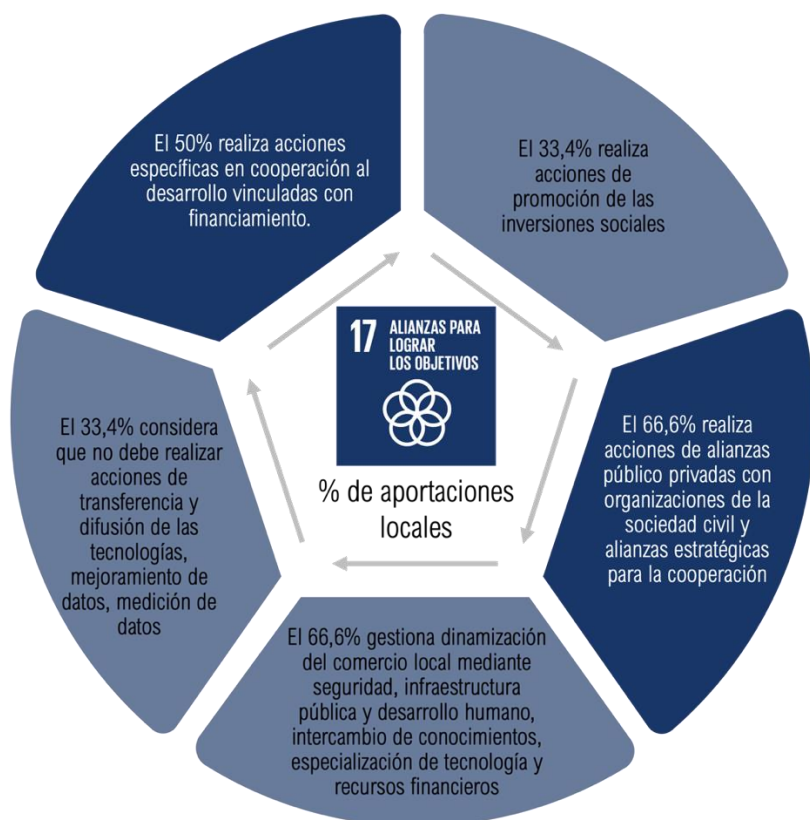 El 50% realiza acciones
específicas en cooperación al
desarrollo vinculadas con
financiamiento.
El 33,4% realiza
acciones de
promoción de las
inversiones sociales
El 66,6% realiza
acciones de alianzas
público privadas con
organizaciones de la
sociedad civil y
alianzas estratégicas
para la cooperación
El 66,6% gestiona dinamización
del comercio local mediante
seguridad, infraestructura
pública y desarrollo humano,
intercambio de conocimientos,
especialización de tecnología y
recursos financieros
El 33,4% considera
que no debe realizar
acciones de
transferencia y
difusión de las
tecnologías,
mejoramiento de
datos, medición de
datos
17 ALIANZAS PARA
LOGRAR
LOS OBJETIVOS
% de aportaciones
locales